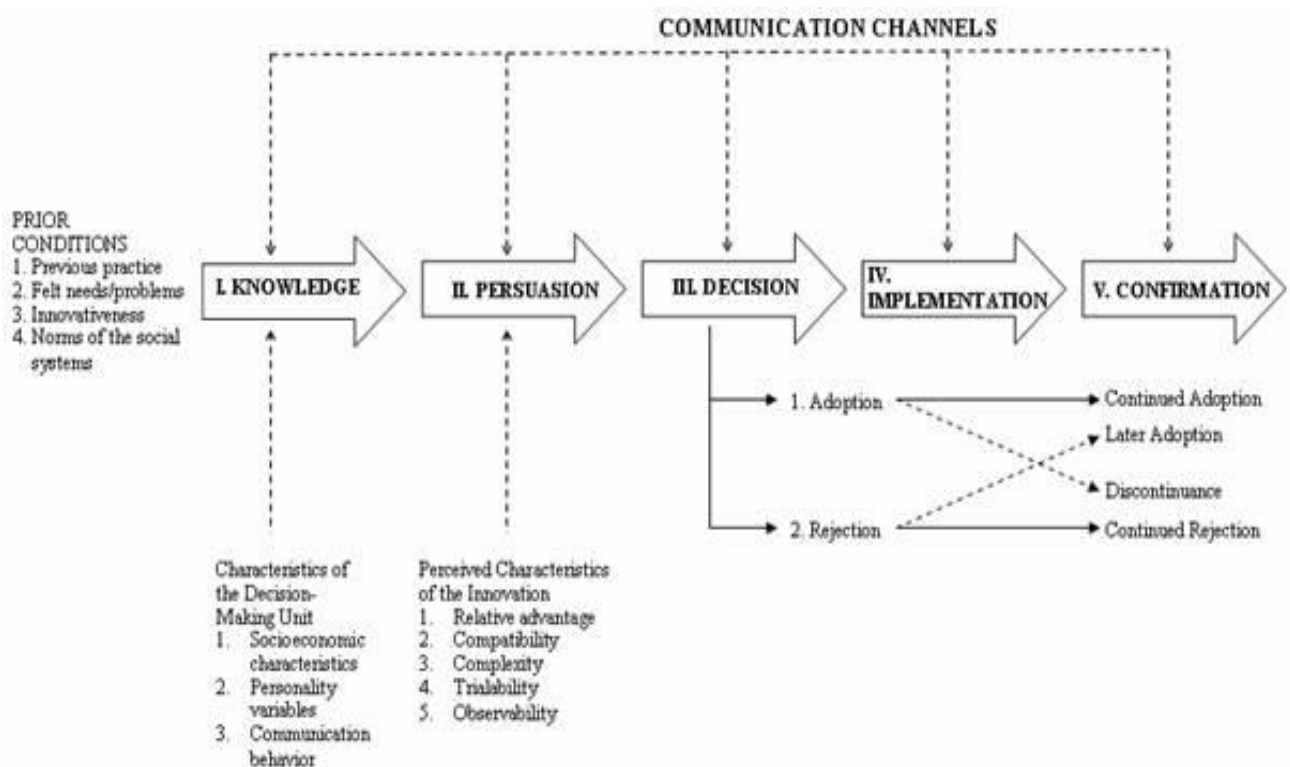 COMMUNICATION CHANNELS
PRIOR
CONDITIONS
1. Previous practice
2. Felt needs/problems
3. Innovativeness
4. Norms of the social
systems
I. KNOWLEDGE
II. PERSUASION
III. DECISION
IV.
IMPLEMENTATION
V. CONFIRMATION
1. Adoption
2. Rejection
Continued Adoption
Later Adoption
Discontinuance
Continued Rejection
Characteristics of
the Decision-
Making Unit
1. Socioeconomic
characteristics
2. Personality
variables
3. Communication
behavior
Perceived Characteristics
of the Innovation
1. Relative advantage
2. Compatibility
3. Complexity
4. Trialability
5. Observability